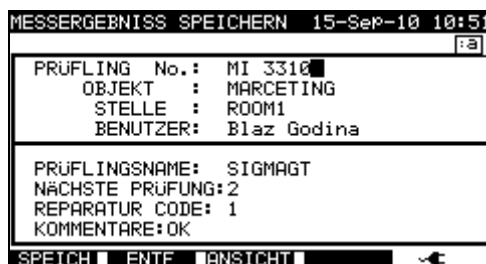 MESSERGEBNISS SPEICHERN 15-Sep-10 10:51
:a
PRÜFLING No.: MI 3310
OBJEKT : MARCETING
STELLE : ROOM1
BENUTZER: Blaz Godina
PRÜFLINGSNAME: SIGMAGT
NÄCHSTE PRÜFUNG:2
REPARATUR CODE: 1
KOMMENTARE:OK
SPEICH ENTF ANSICHT